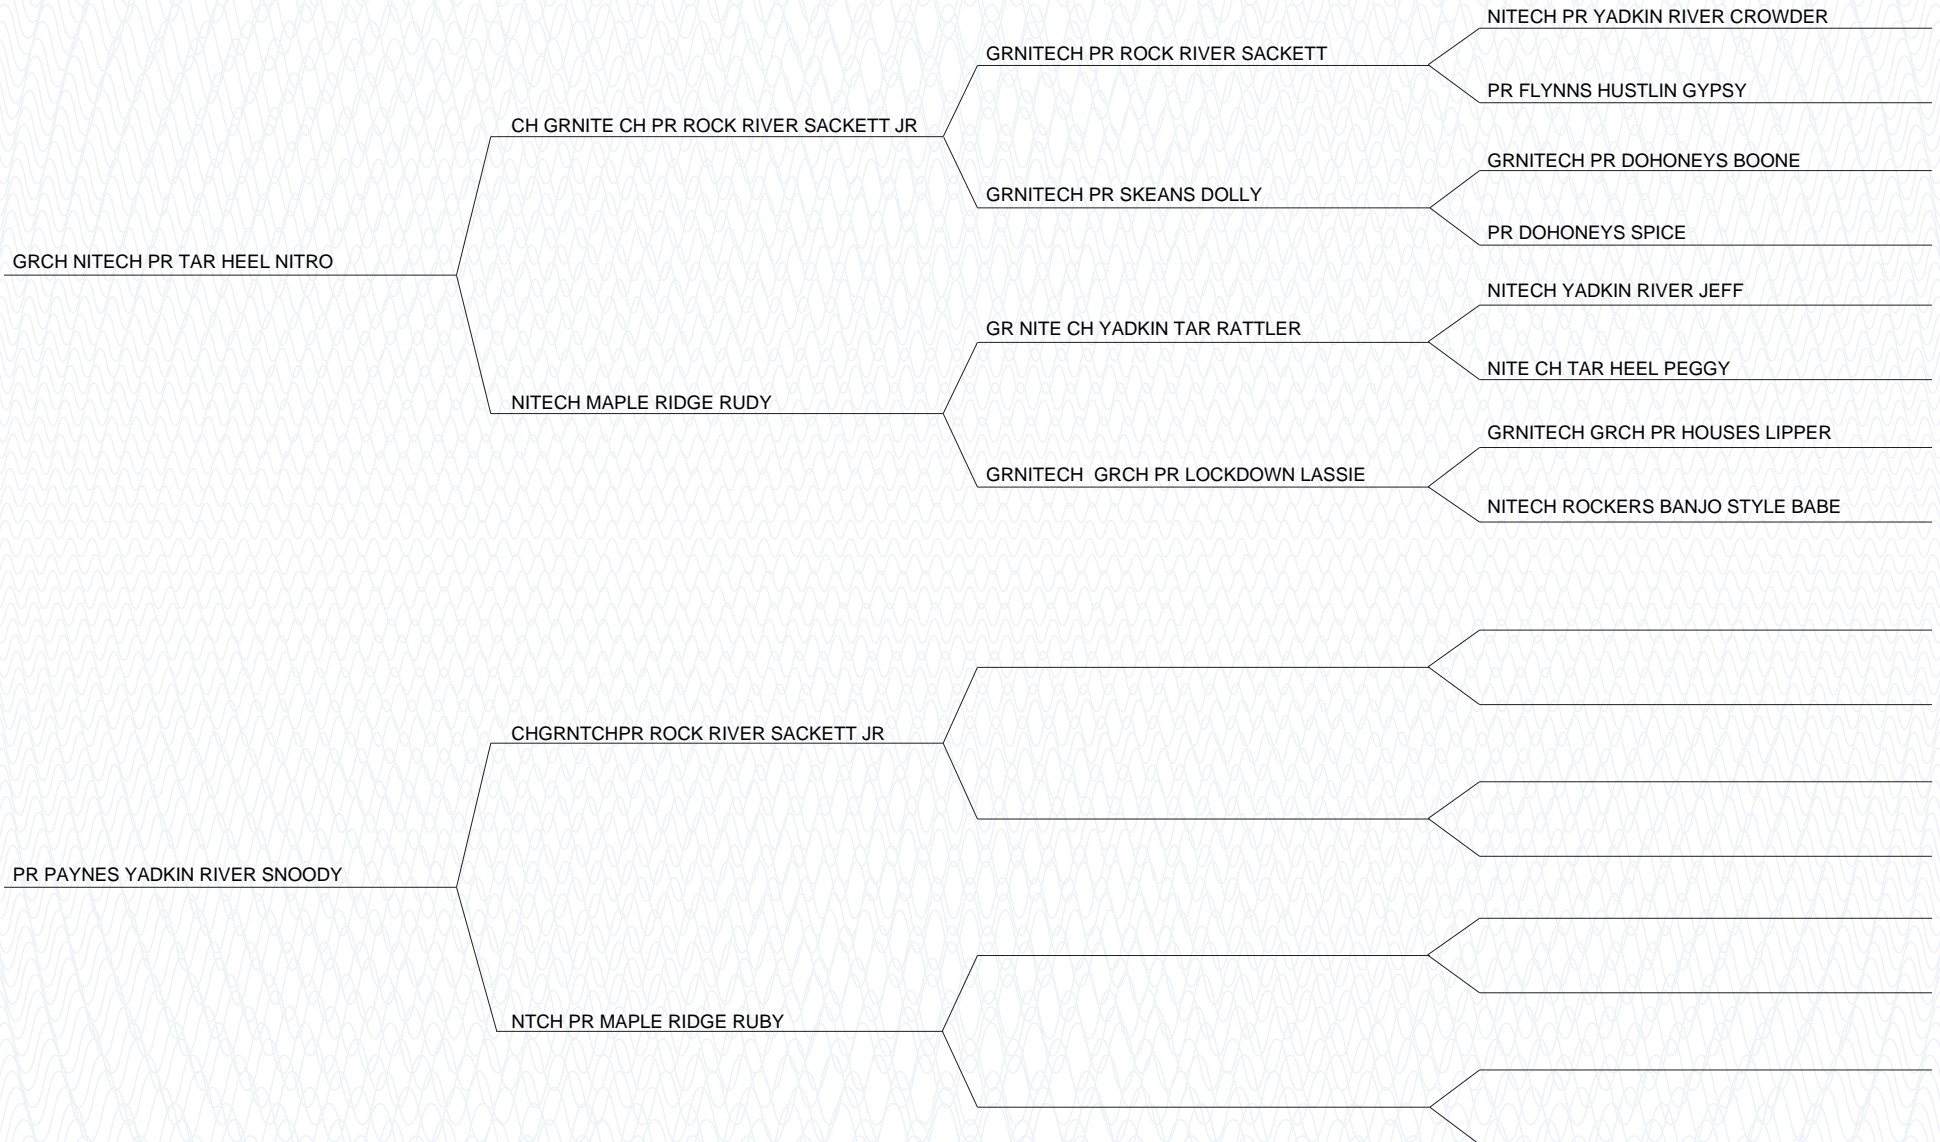 NITECH PR YADKIN RIVER CROWDER
GRNITECH PR ROCK RIVER SACKETT
PR FLYNNS HUSTLIN GYPSY
CH GRNITE CH PR ROCK RIVER SACKETT JR
GRNITECH PR DOHONEYS BOONE
GRNITECH PR SKEANS DOLLY
PR DOHONEYS SPICE
GRCH NITECH PR TAR HEEL NITRO
NITECH YADKIN RIVER JEFF
GR NITE CH YADKIN TAR RATTLER
NITE CH TAR HEEL PEGGY
NITECH MAPLE RIDGE RUDY
GRNITECH GRCH PR HOUSES LIPPER
GRNITECH  GRCH PR LOCKDOWN LASSIE
NITECH ROCKERS BANJO STYLE BABE
CHGRNTCHPR ROCK RIVER SACKETT JR
PR PAYNES YADKIN RIVER SNOODY
NTCH PR MAPLE RIDGE RUBY